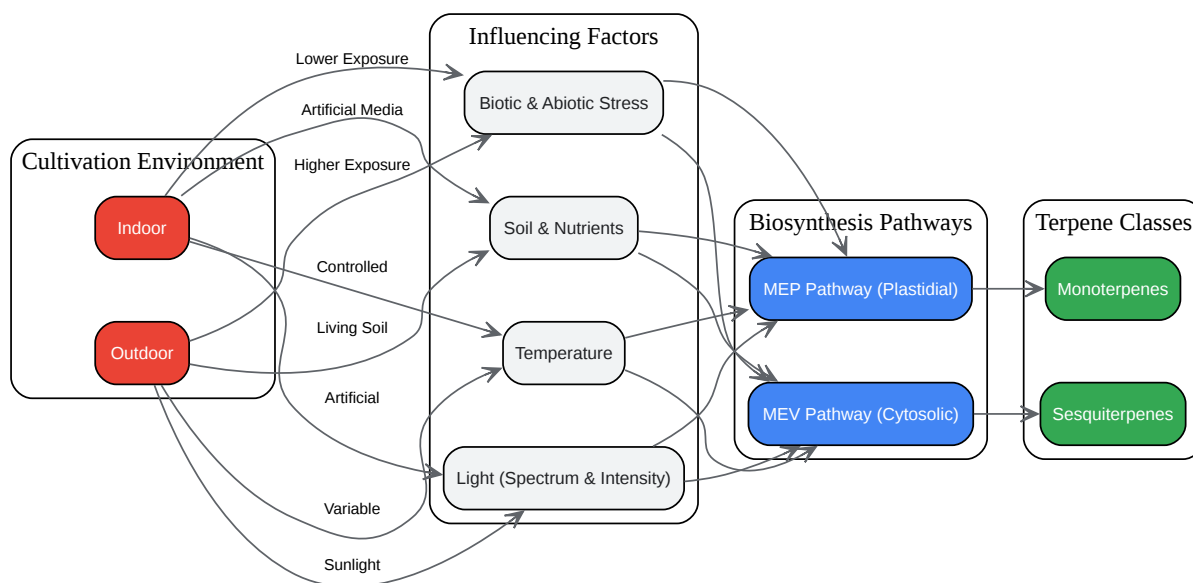 Influencing Factors
Lower Exposure
Biotic & Abiotic Stress
Artificial Media
Cultivation Environment
Higher Exposure
Indoor
Soil & Nutrients
Biosynthesis Pathways
Terpene Classes
Controlled
MEP Pathway (Plastidial)
Monoterpenes
Living Soil
Outdoor
Temperature
Artificial
MEV Pathway (Cytosolic)
Sesquiterpenes
Light (Spectrum & Intensity)
Variable
Sunlight